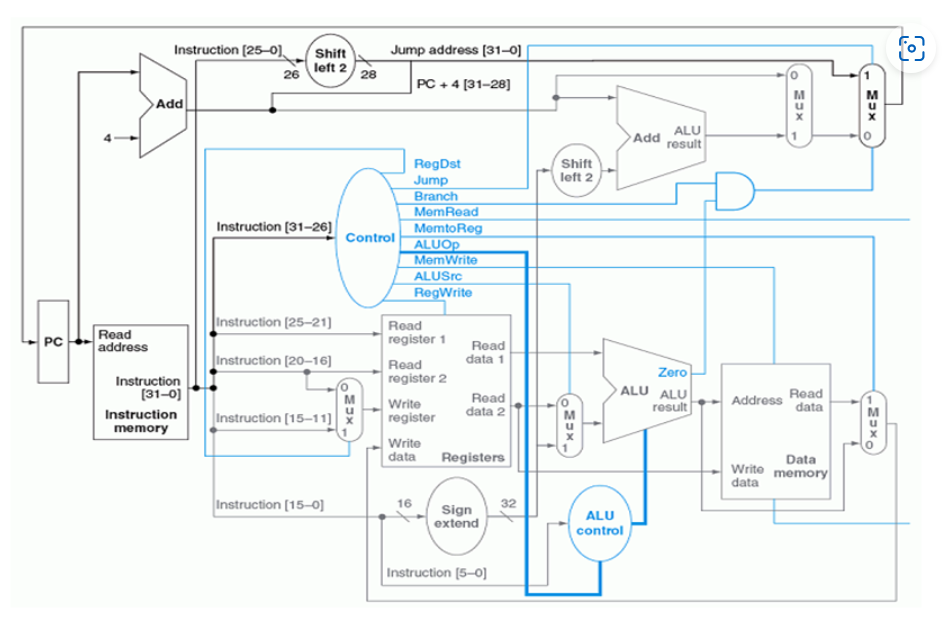 Instruction [25–0]
Shift
left 2
Jump address [31–0]
26
28
PC + 4 [31–28]
Add
4
0
M
u
x
1
1
M
u
x
0
Add
ALU
result
Shift
left 2
RegDst
Jump
Branch
MemRead
MemtoReg
ALUOp
MemWrite
ALUSrc
RegWrite
Control
Instruction [31–26]
PC
Read
address
Instruction
[31–0]
Instruction
memory
Instruction [25–21]
Instruction [20–16]
Instruction [15–11]
0
M
u
x
1
Read
register 1
Read
register 2
Write
register
Write
data
Read
data 1
Read
data 2
Registers
0
M
u
x
1
Zero
ALU
ALU
result
Address
Read
data
Write
data
Data
memory
1
M
u
x
0
Instruction [15–0]
16
Sign
extend
32
ALU
control
Instruction [5–0]